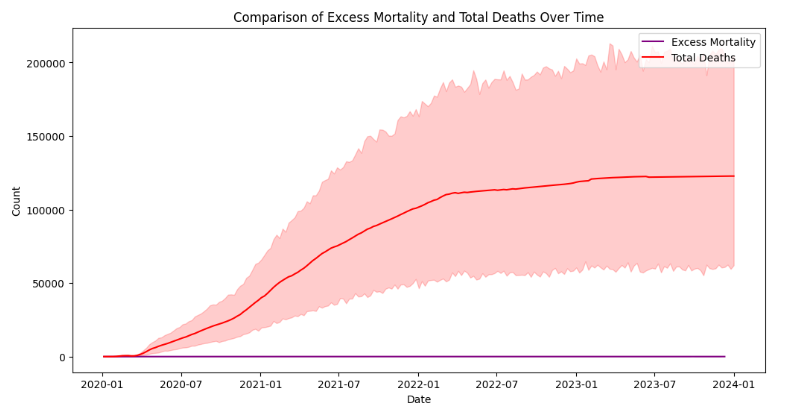 Comparison of Excess Mortality and Total Deaths Over Time
Excess Mortality
Total Deaths
200000
150000
100000
50000
0
Count
2020-01 2020-07 2021-01 2021-07 2022-01 2022-07 2023-01 2023-07 2024-01
Date